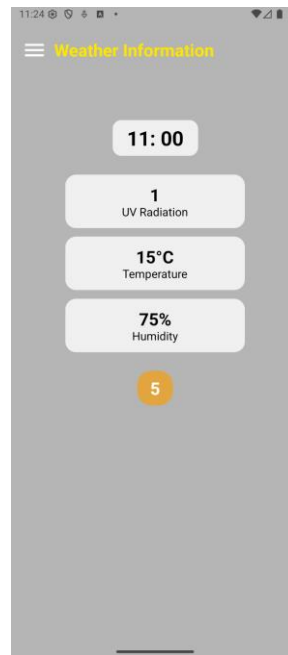 11:24
Weather Information
11: 00
1
UV Radiation
15°C
Temperature
75%
Humidity
5